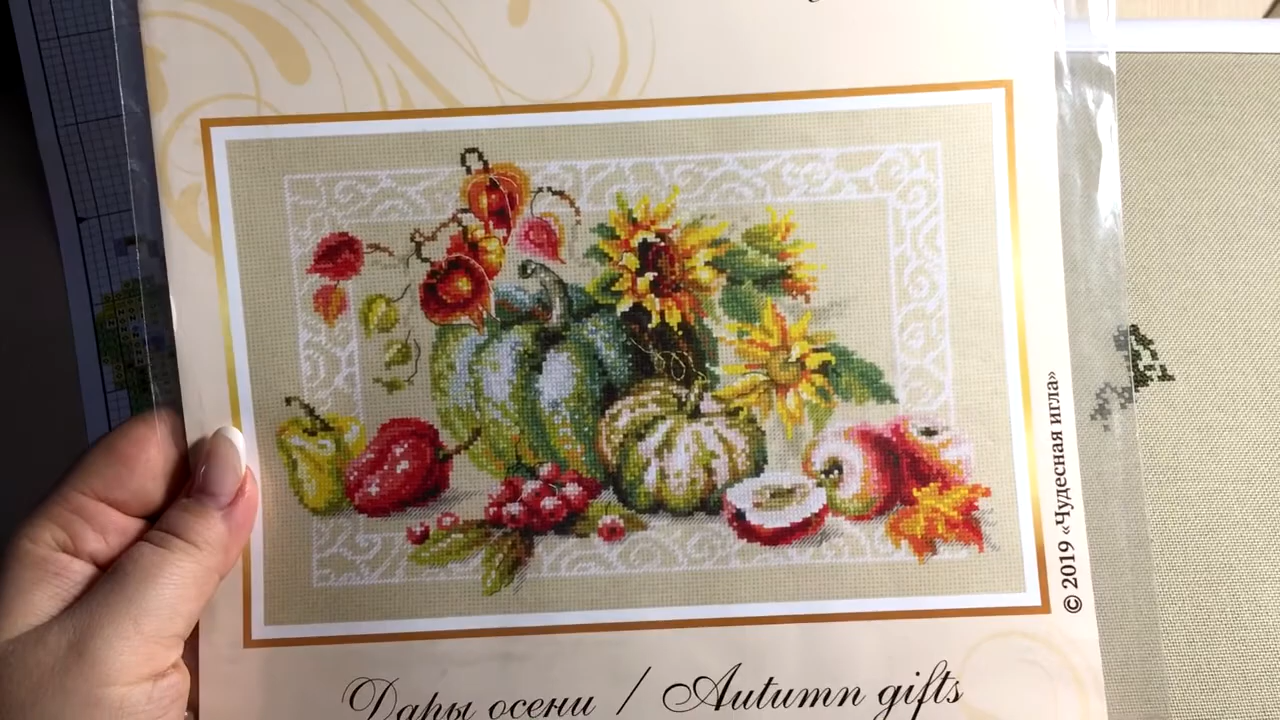 © 2019 «Чудесная игла»
Дары осени / Autumn gifts